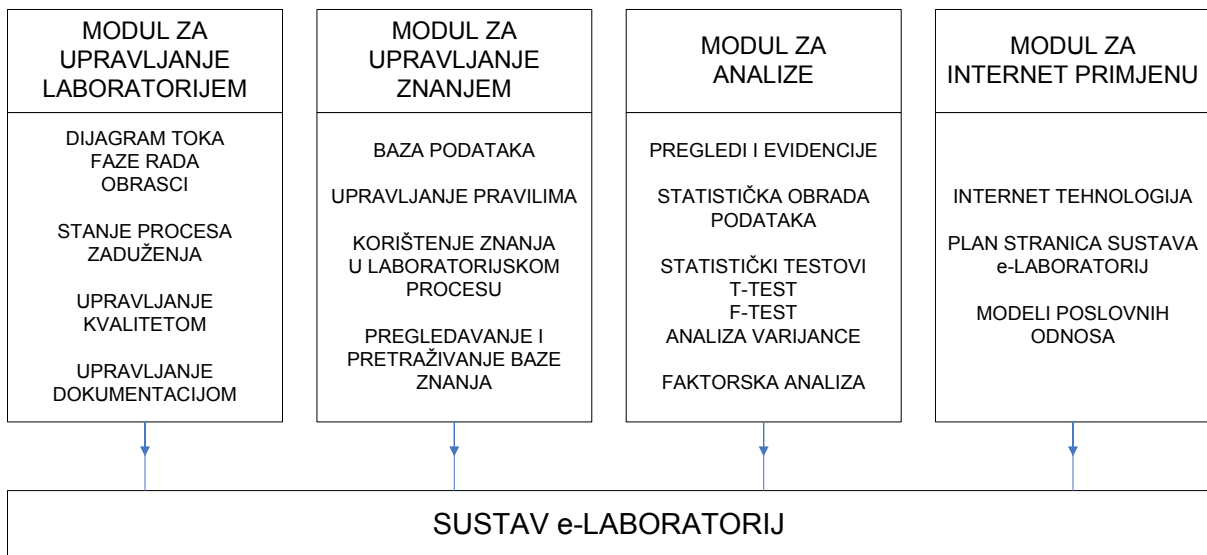 MODUL ZA
UPRAVLJANJE
LABORATORIJEM
DIJAGRAM TOKA
FAZE RADA
OBRASCI
STANJE PROCESA
ZADUŽENJA
UPRAVLJANJE
KVALITETOM
UPRAVLJANJE
DOKUMENTACIJOM
MODUL ZA
UPRAVLJANJE
ZNANJEM
BAZA PODATAKA
UPRAVLJANJE PRAVILIMA
KORIŠTENJE ZNANJA
U LABORATORIJSKOM
PROCESU
PREGLEDAVANJE I
PRETRAŽIVANJE BAZE
ZNANJA
MODUL ZA
ANALIZE
PREGLEDI I EVIDENCIJE
STATISTIČKA OBRADA
PODATAKA
STATISTIČKI TESTOVI
T-TEST
F-TEST
ANALIZA VARIJANCE
FAKTORSKA ANALIZA
MODUL ZA
INTERNET PRIMJENU
INTERNET TEHNOLOGIJA
PLAN STRANICA SUSTAVA
e-LABORATORIJ
MODELI POSLOVNIH
ODNOSA
SUSTAV e-LABORATORIJ